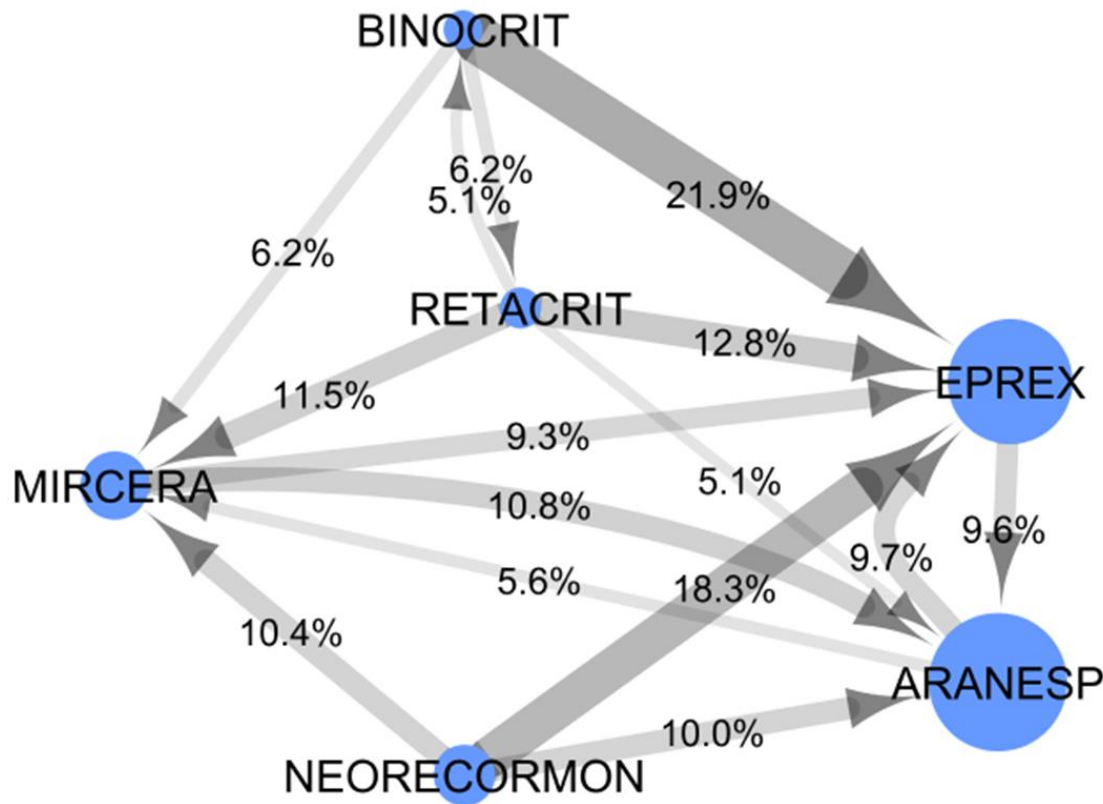 BINOCRIT
6.2%
5.1%
21.9%
6.2%
RETACRIT
12.8%
EPREX
11.5%
9.3%
MIRCERA
5.1%
10.8%
9.6%
9.7%
5.6%
18.3%
10.4%
ARANESP
10.0%
NEORECORMON